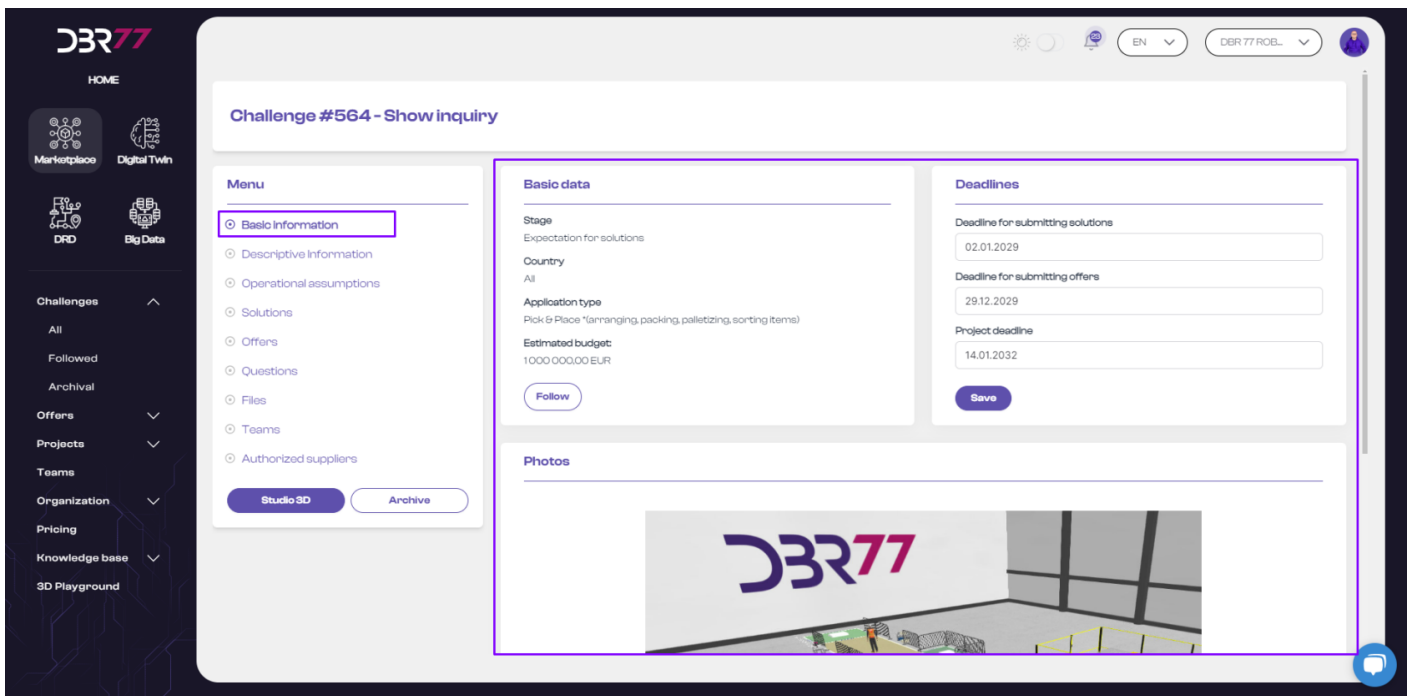 DBR77
HOME
Marketplace
Digital Twin
DRD
Big Data
Challenges
All
Followed
Archival
Offers
Projects
Teams
Organization
Pricing
Knowledge base
3D Playground
23
EN
DBR 77 ROB...
Challenge #564 - Show inquiry
Menu
Basic information
Descriptive Information
Operational assumptions
Solutions
Offers
Questions
Files
Teams
Authorized suppliers
Studio 3D
Archive
Basic data
Stage
Expectation for solutions
Country
All
Application type
Pick & Place *(arranging, packing, palletizing, sorting items)
Estimated budget:
1 000 000,00 EUR
Follow
Deadlines
Deadline for submitting solutions
02.01.2029
Deadline for submitting offers
29.12.2029
Project deadline
14.01.2032
Save
Photos
DBR77